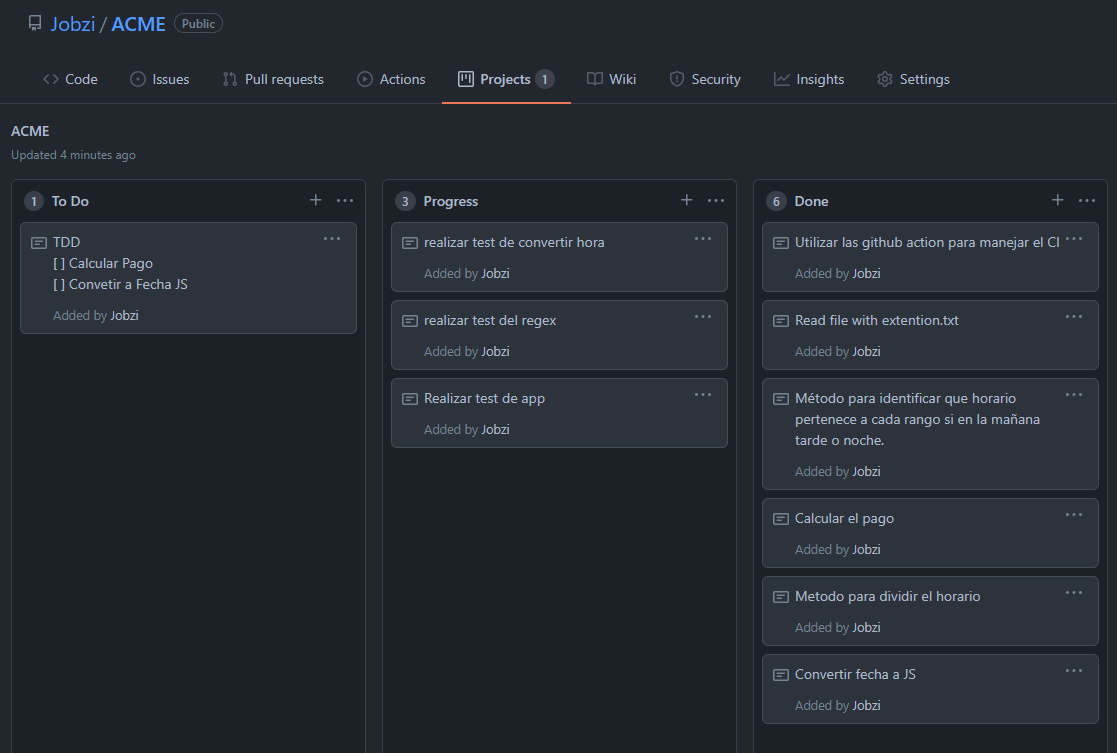 Jobzi / ACME Public
Code Issues Pull requests Actions Projects 1 Wiki Security Insights Settings
ACME
Updated 4 minutes ago
1 To Do
TDD
[ ] Calcular Pago
[ ] Convetir a Fecha JS
Added by Jobzi
3 Progress
realizar test de convertir hora
Added by Jobzi
realizar test del regex
Added by Jobzi
Realizar test de app
Added by Jobzi
6 Done
Utilizar las github action para manejar el CI
Added by Jobzi
Read file with extention.txt
Added by Jobzi
Método para identificar que horario
pertenece a cada rango si en la mañana
tarde o noche.
Added by Jobzi
Calcular el pago
Added by Jobzi
Metodo para dividir el horario
Added by Jobzi
Convertir fecha a JS
Added by Jobzi